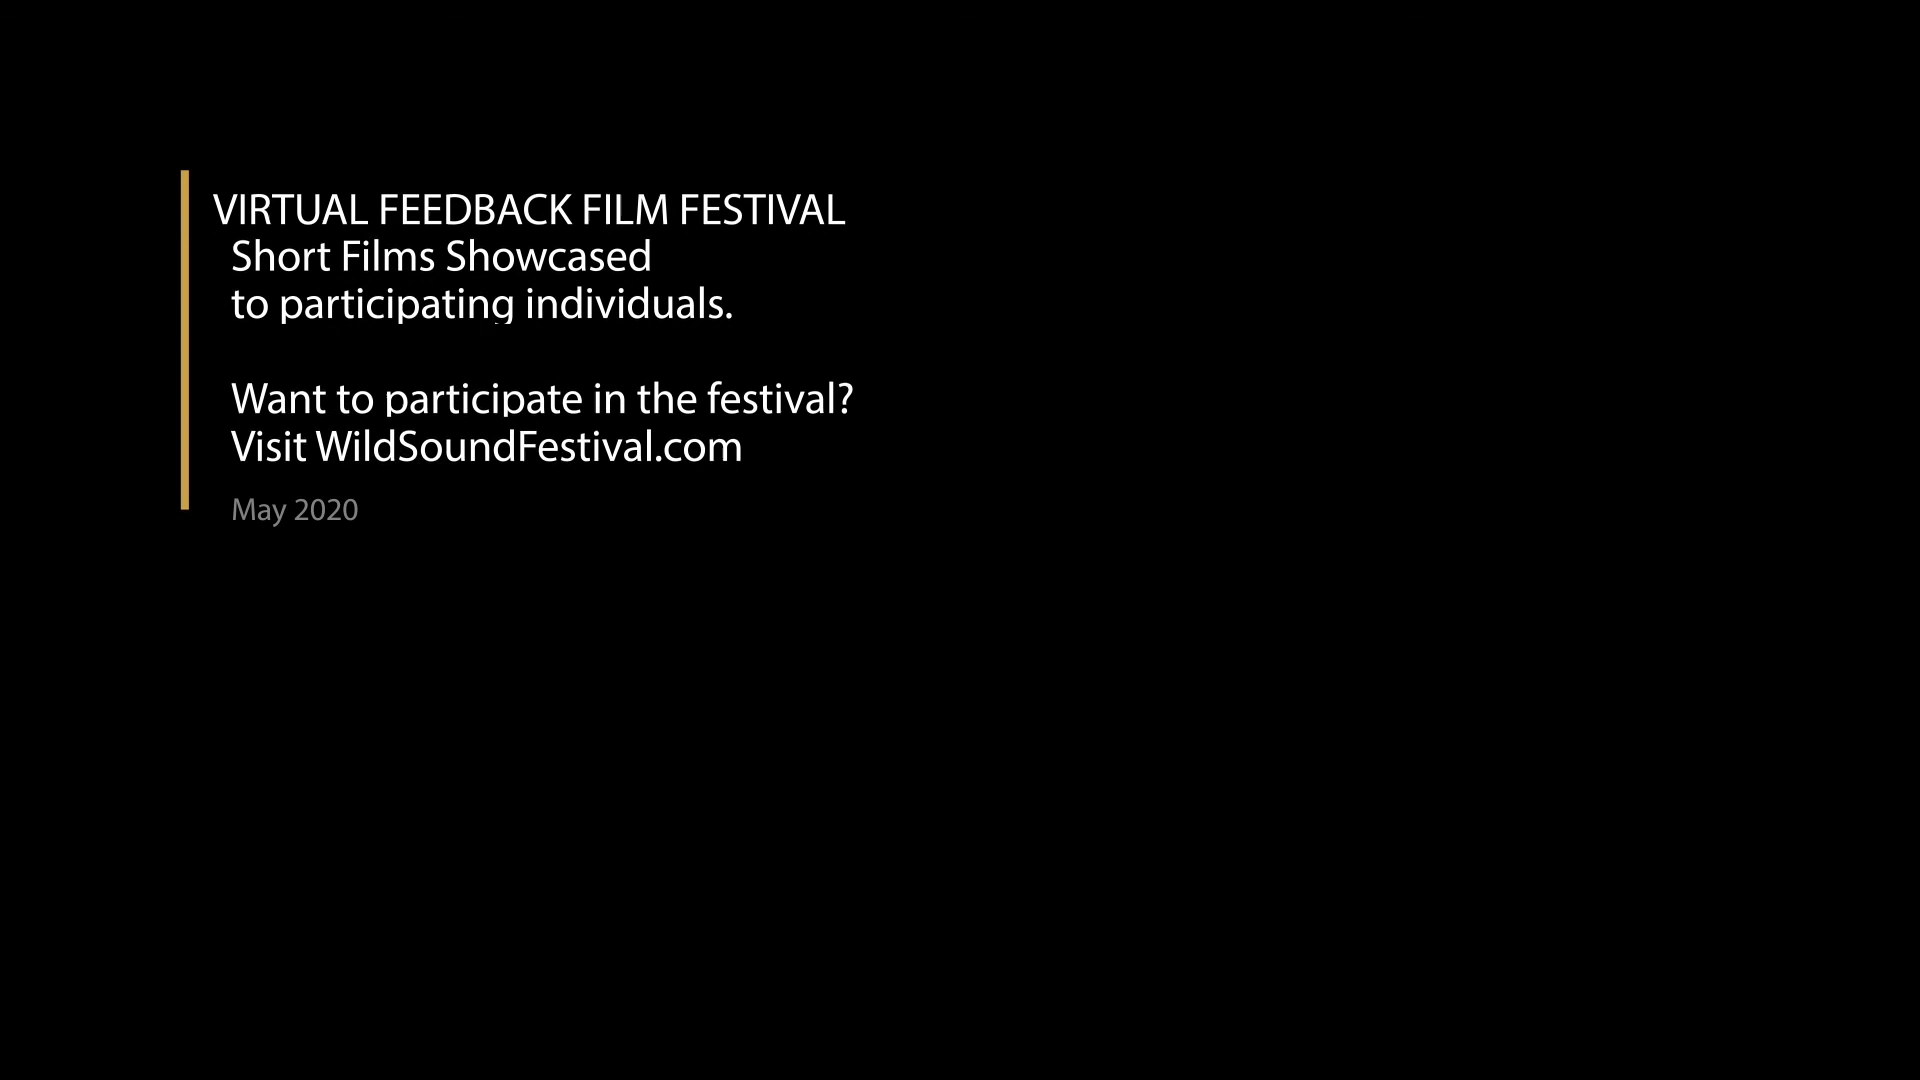 VIRTUAL FEEDBACK FILM FESTIVAL
Short Films Showcased
to participating individuals.
Want to participate in the festival?
Visit WildSoundFestival.com
May 2020